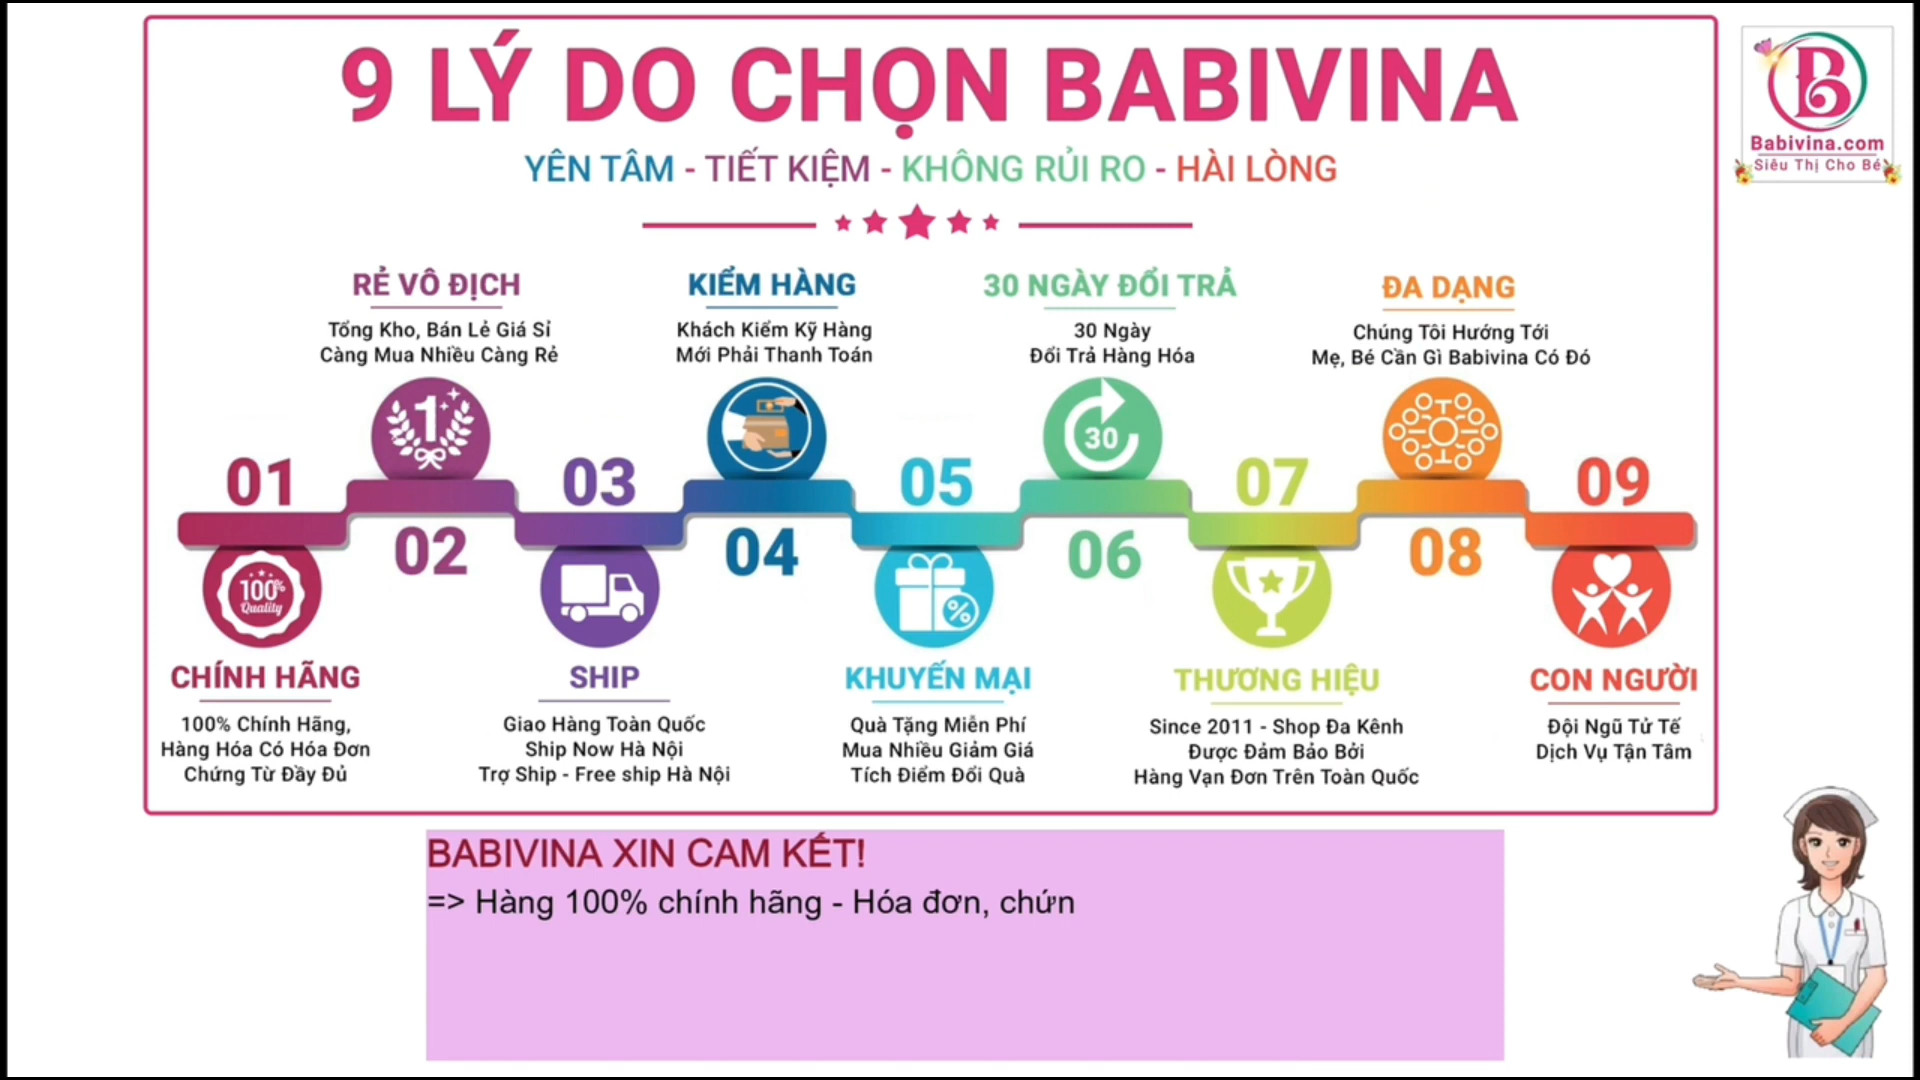 9 LÝ DO CHỌN BABIVINA
YÊN TÂM - TIẾT KIỆM - KHÔNG RỦI RO - HÀI LÒNG
B
Babivina.com
Siêu Thị Cho Bé
01
100%
Quality
CHÍNH HÃNG
100% Chính Hãng,
Hàng Hóa Có Hóa Đơn
Chứng Từ Đầy Đủ
RẺ VÔ ĐỊCH
Tổng Kho, Bán Lẻ Giá Sỉ
Càng Mua Nhiều Càng Rẻ
1
02
03
SHIP
Giao Hàng Toàn Quốc
Ship Now Hà Nội
Trợ Ship - Free ship Hà Nội
KIỂM HÀNG
Khách Kiểm Kỹ Hàng
Mới Phải Thanh Toán
04
05
%
KHUYẾN MẠI
Quà Tặng Miễn Phí
Mua Nhiều Giảm Giá
Tích Điểm Đổi Quà
30 NGÀY ĐỔI TRẢ
30 Ngày
Đổi Trả Hàng Hóa
30
06
07
THƯƠNG HIỆU
Since 2011 - Shop Đa Kênh
Được Đảm Bảo Bởi
Hàng Vạn Đơn Trên Toàn Quốc
ĐA DẠNG
Chúng Tôi Hướng Tới
Mẹ, Bé Cần Gì Babivina Có Đó
08
09
CON NGƯỜI
Đội Ngũ Tử Tế
Dịch Vụ Tận Tâm
BABIVINA XIN CAM KẾT!
=> Hàng 100% chính hãng - Hóa đơn, chứn